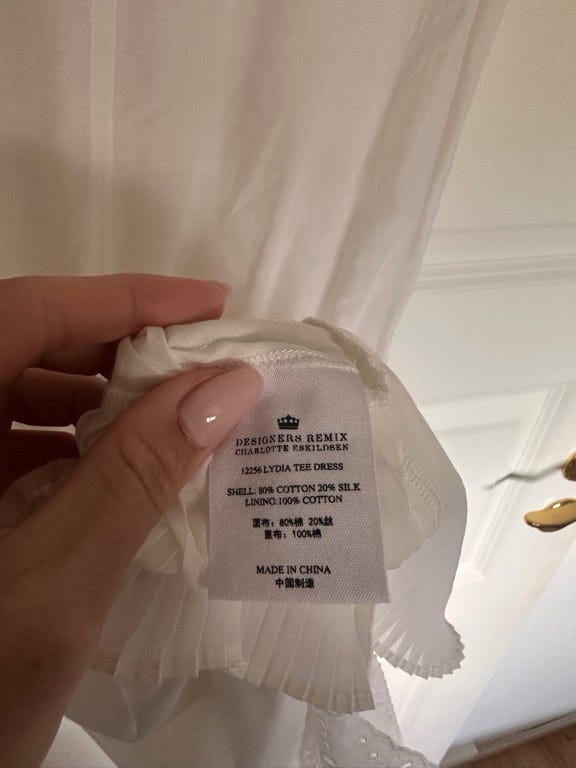 DESIGNERS REMIX
CHARLOTTE ESKILDSEN
12256 LYDIA TEE DRESS
SHELL: 80% COTTON 20% SILK
LINING:100% COTTON
面布：80%棉 20%丝
里布：100%棉
MADE IN CHINA
中国制造